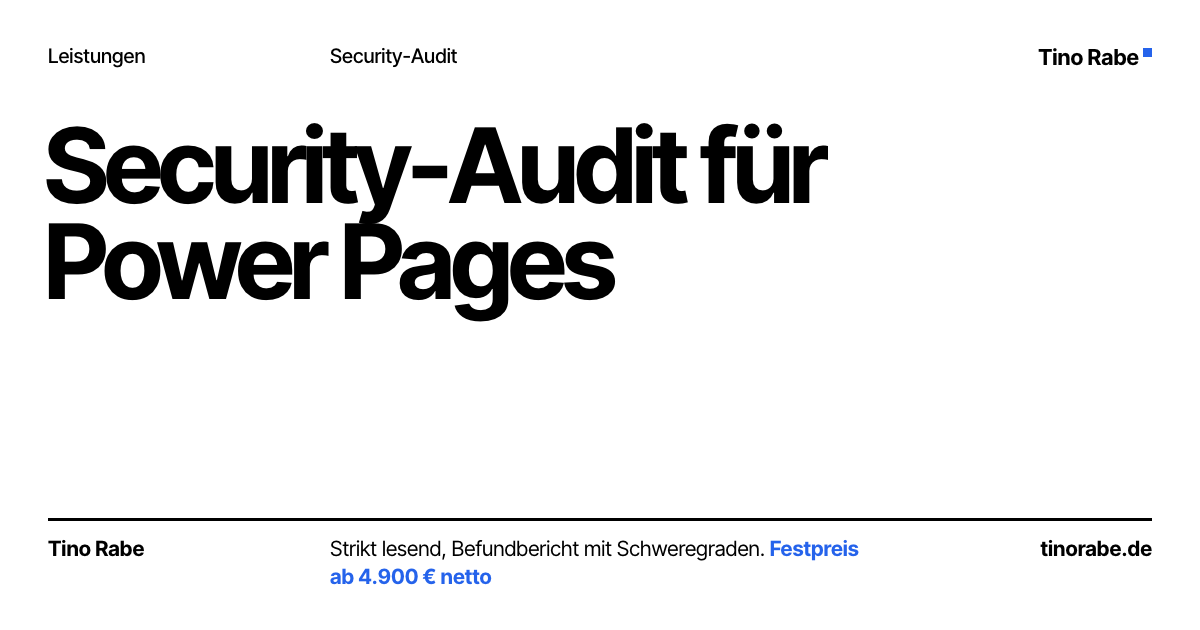 Leistungen
Security-Audit
Tino Rabe
Security-Audit für
Power Pages
Tino Rabe
Strikt lesend, Befundbericht mit Schweregraden. Festpreis
ab 4.900 € netto
tinorabe.de